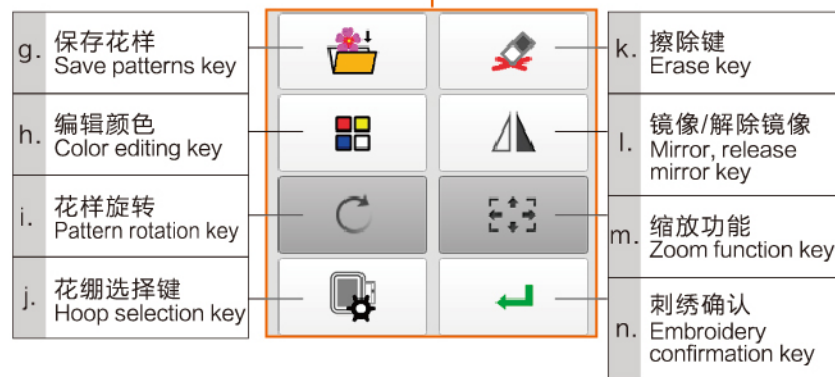 g. 保存花样
Save patterns key
h. 编辑颜色
Color editing key
i. 花样旋转
Pattern rotation key
j. 花绷选择键
Hoop selection key
k. 擦除键
Erase key
l. 镜像/解除镜像
Mirror, release
mirror key
m. 缩放功能
Zoom function key
n. 刺绣确认
Embroidery
confirmation key